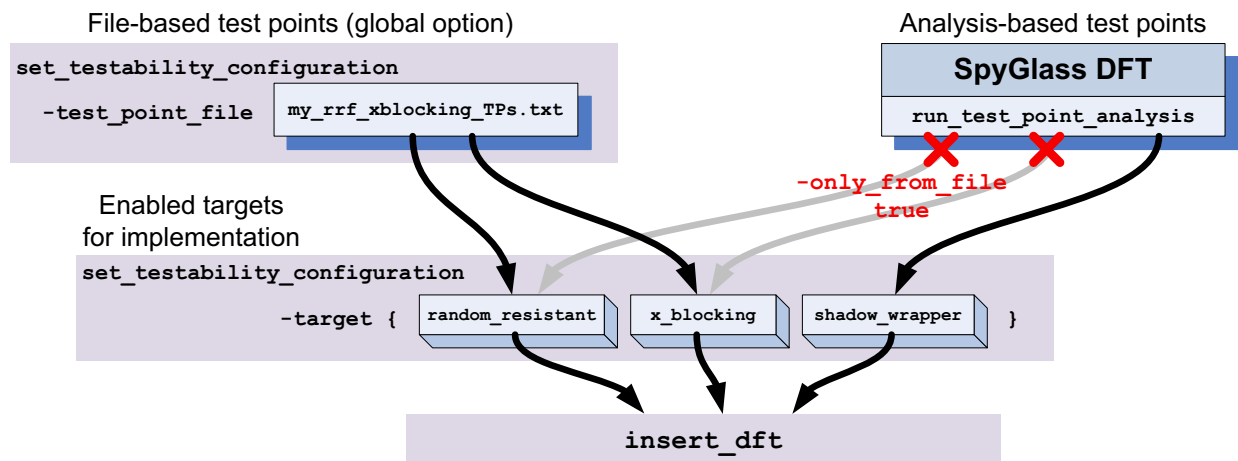 File-based test points (global option)
set_testability_configuration
-test_point_file my_rrf_xblocking_TPs.txt
Analysis-based test points
SpyGlass DFT
run_test_point_analysis
-only_from_file
true
Enabled targets
for implementation
set_testability_configuration
-target { random_resistant x_blocking shadow_wrapper }
insert_dft